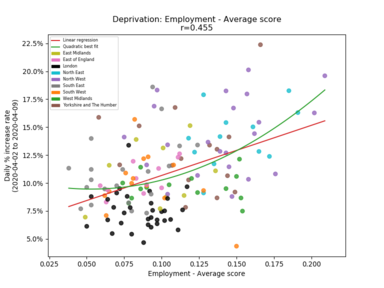 Deprivation: Employment - Average score
r=0.455
Daily % increase rate
(2020-04-02 to 2020-04-09)
22.5%
20.0%
17.5%
15.0%
12.5%
10.0%
7.5%
5.0%
Linear regression
Quadratic best fit
East Midlands
East of England
London
North East
North West
South East
South West
West Midlands
Yorkshire and The Humber
0.025 0.050 0.075 0.100 0.125 0.150 0.175 0.200
Employment - Average score